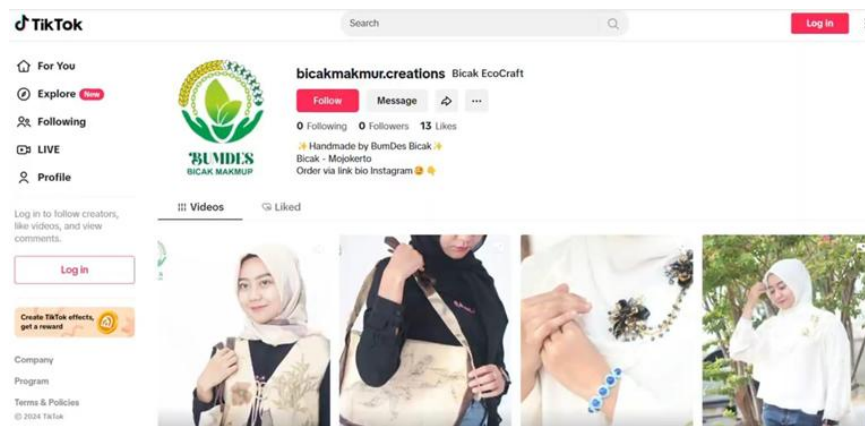 TikTok
Search
Log in
For You
Explore New
Following
LIVE
Profile
Log in to follow creators,
like videos, and view
comments.
Log in
Create TikTok effects,
get a reward
Company
Program
Terms & Policies
© 2024 TikTok
BUMDES
BICAK MAKMUP
bicakmakmur.creations Bicak EcoCraft
Follow Message
0 Following 0 Followers 13 Likes
✨Handmade by BumDes Bicak✨
Bicak - Mojokerto
Order via link bio Instagram
Videos Liked